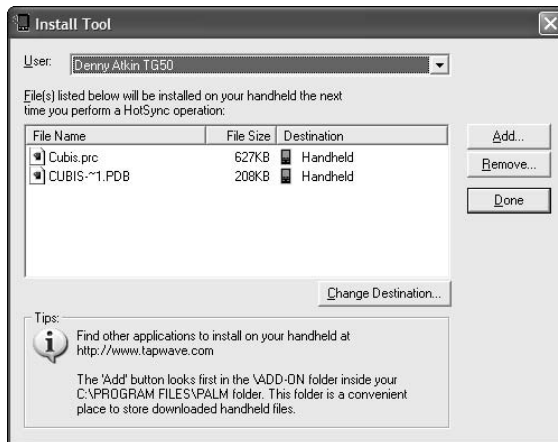 Install Tool
User: Denny Atkin TG50
File(s) listed below will be installed on your handheld the next
time you perform a HotSync operation:
File Name File Size Destination
Cubis.prc 627KB Handheld
CUBIS-~1.PDB 208KB Handheld
Add...
Remove...
Done
Change Destination...
Tips:
Find other applications to install on your handheld at
http://www.tapwave.com
The 'Add' button looks first in the \ADD-ON folder inside your
C:\PROGRAM FILES\PALM folder. This folder is a convenient
place to store downloaded handheld files.